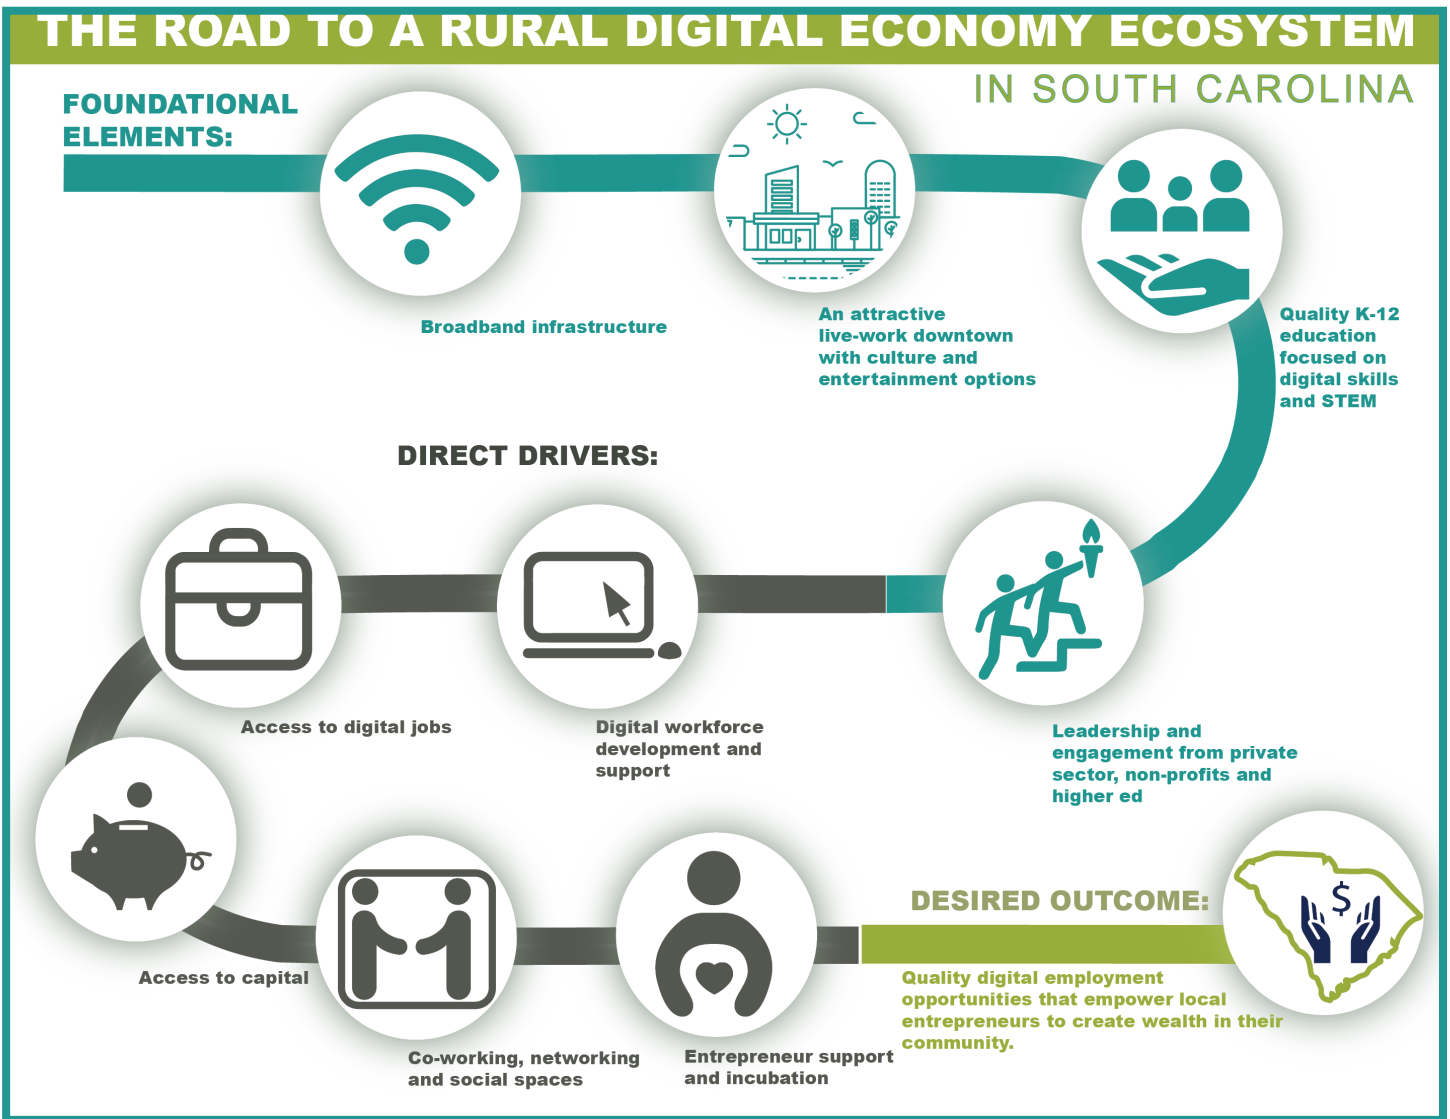 THE ROAD TO A RURAL DIGITAL ECONOMY ECOSYSTEM
IN SOUTH CAROLINA
FOUNDATIONAL
ELEMENTS:
Broadband infrastructure
An attractive
live-work downtown
with culture and
entertainment options
Quality K-12
education
focused on
digital skills
and STEM
Leadership and
engagement from private
sector, non-profits and
higher ed
DIRECT DRIVERS:
Digital workforce
development and
support
Access to digital jobs
Access to capital
Co-working, networking
and social spaces
Entrepreneur support
and incubation
DESIRED OUTCOME:
Quality digital employment
opportunities that empower local
entrepreneurs to create wealth in their
community.
$